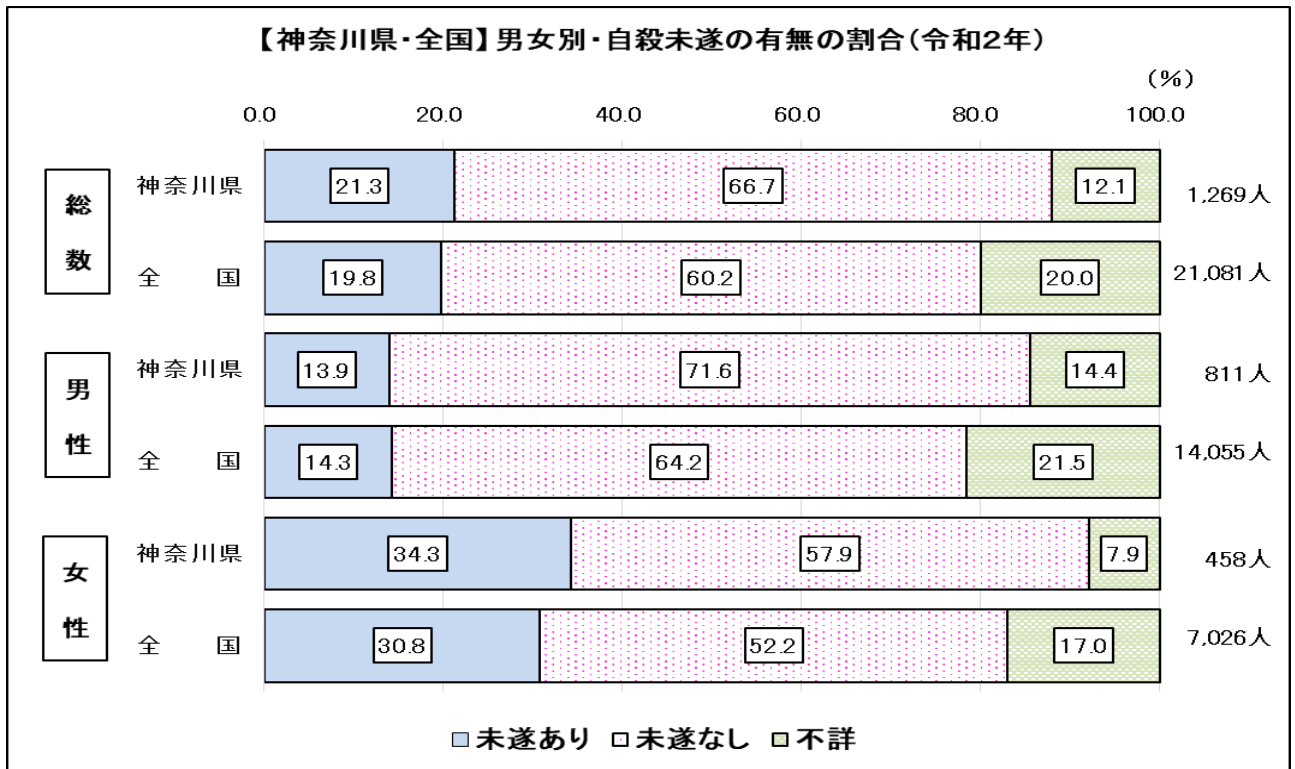 【神奈川県・全国】男女別・自殺未遂の有無の割合(令和2年)
(%)
0.0 20.0 40.0 60.0 80.0 100.0
総数
神奈川県 21.3 66.7 12.1 1,269人
全国 19.8 60.2 20.0 21,081人
男性
神奈川県 13.9 71.6 14.4 811人
全国 14.3 64.2 21.5 14,055人
女性
神奈川県 34.3 57.9 7.9 458人
全国 30.8 52.2 17.0 7,026人
未遂あり 未遂なし 不詳